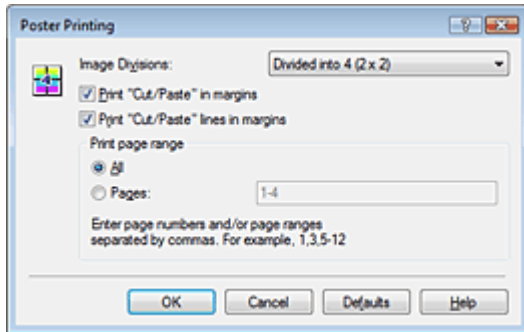 Poster Printing
Image Divisions: Divided into 4 (2 x 2)
4
Print "Cut/Paste" in margins
Print "Cut/Paste" lines in margins
Print page range
All
Pages: 1-4
Enter page numbers and/or page ranges
separated by commas. For example, 1,3,5-12
OK Cancel Defaults Help